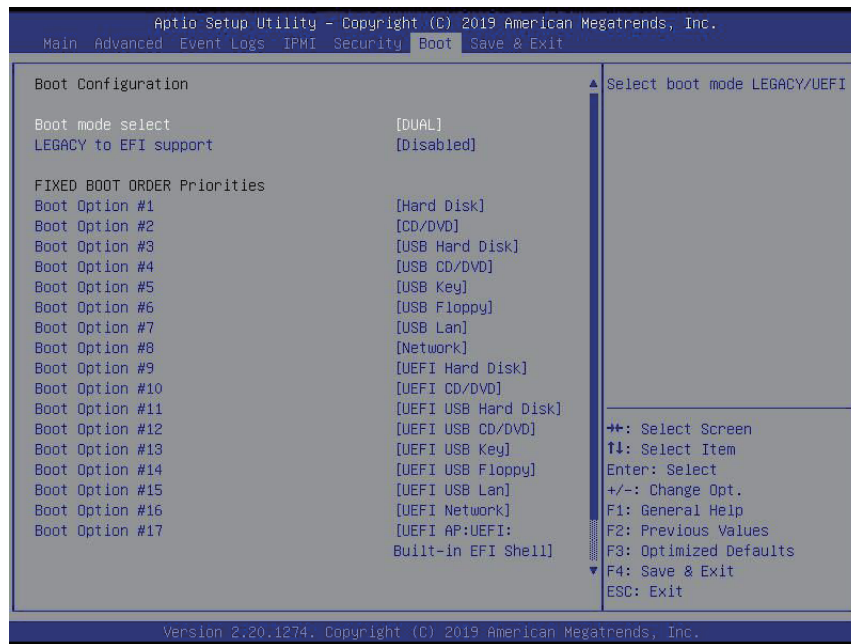 Aptio Setup Utility – Copyright (C) 2019 American Megatrends, Inc.
Main Advanced Event Logs IPMI Security Boot Save & Exit
Boot Configuration
Select boot mode LEGACY/UEFI
Boot mode select [DUAL]
LEGACY to EFI support [Disabled]
FIXED BOOT ORDER Priorities
Boot Option #1 [Hard Disk]
Boot Option #2 [CD/DVD]
Boot Option #3 [USB Hard Disk]
Boot Option #4 [USB CD/DVD]
Boot Option #5 [USB Key]
Boot Option #6 [USB Floppy]
Boot Option #7 [USB Lan]
Boot Option #8 [Network]
Boot Option #9 [UEFI Hard Disk]
Boot Option #10 [UEFI CD/DVD]
Boot Option #11 [UEFI USB Hard Disk]
Boot Option #12 [UEFI USB CD/DVD]
Boot Option #13 [UEFI USB Key]
Boot Option #14 [UEFI USB Floppy]
Boot Option #15 [UEFI USB Lan]
Boot Option #16 [UEFI Network]
Boot Option #17 [UEFI AP:UEFI:
Built-in EFI Shell]
→←: Select Screen
↑↓: Select Item
Enter: Select
+/-: Change Opt.
F1: General Help
F2: Previous Values
F3: Optimized Defaults
F4: Save & Exit
ESC: Exit
Version 2.20.1274. Copyright (C) 2019 American Megatrends, Inc.